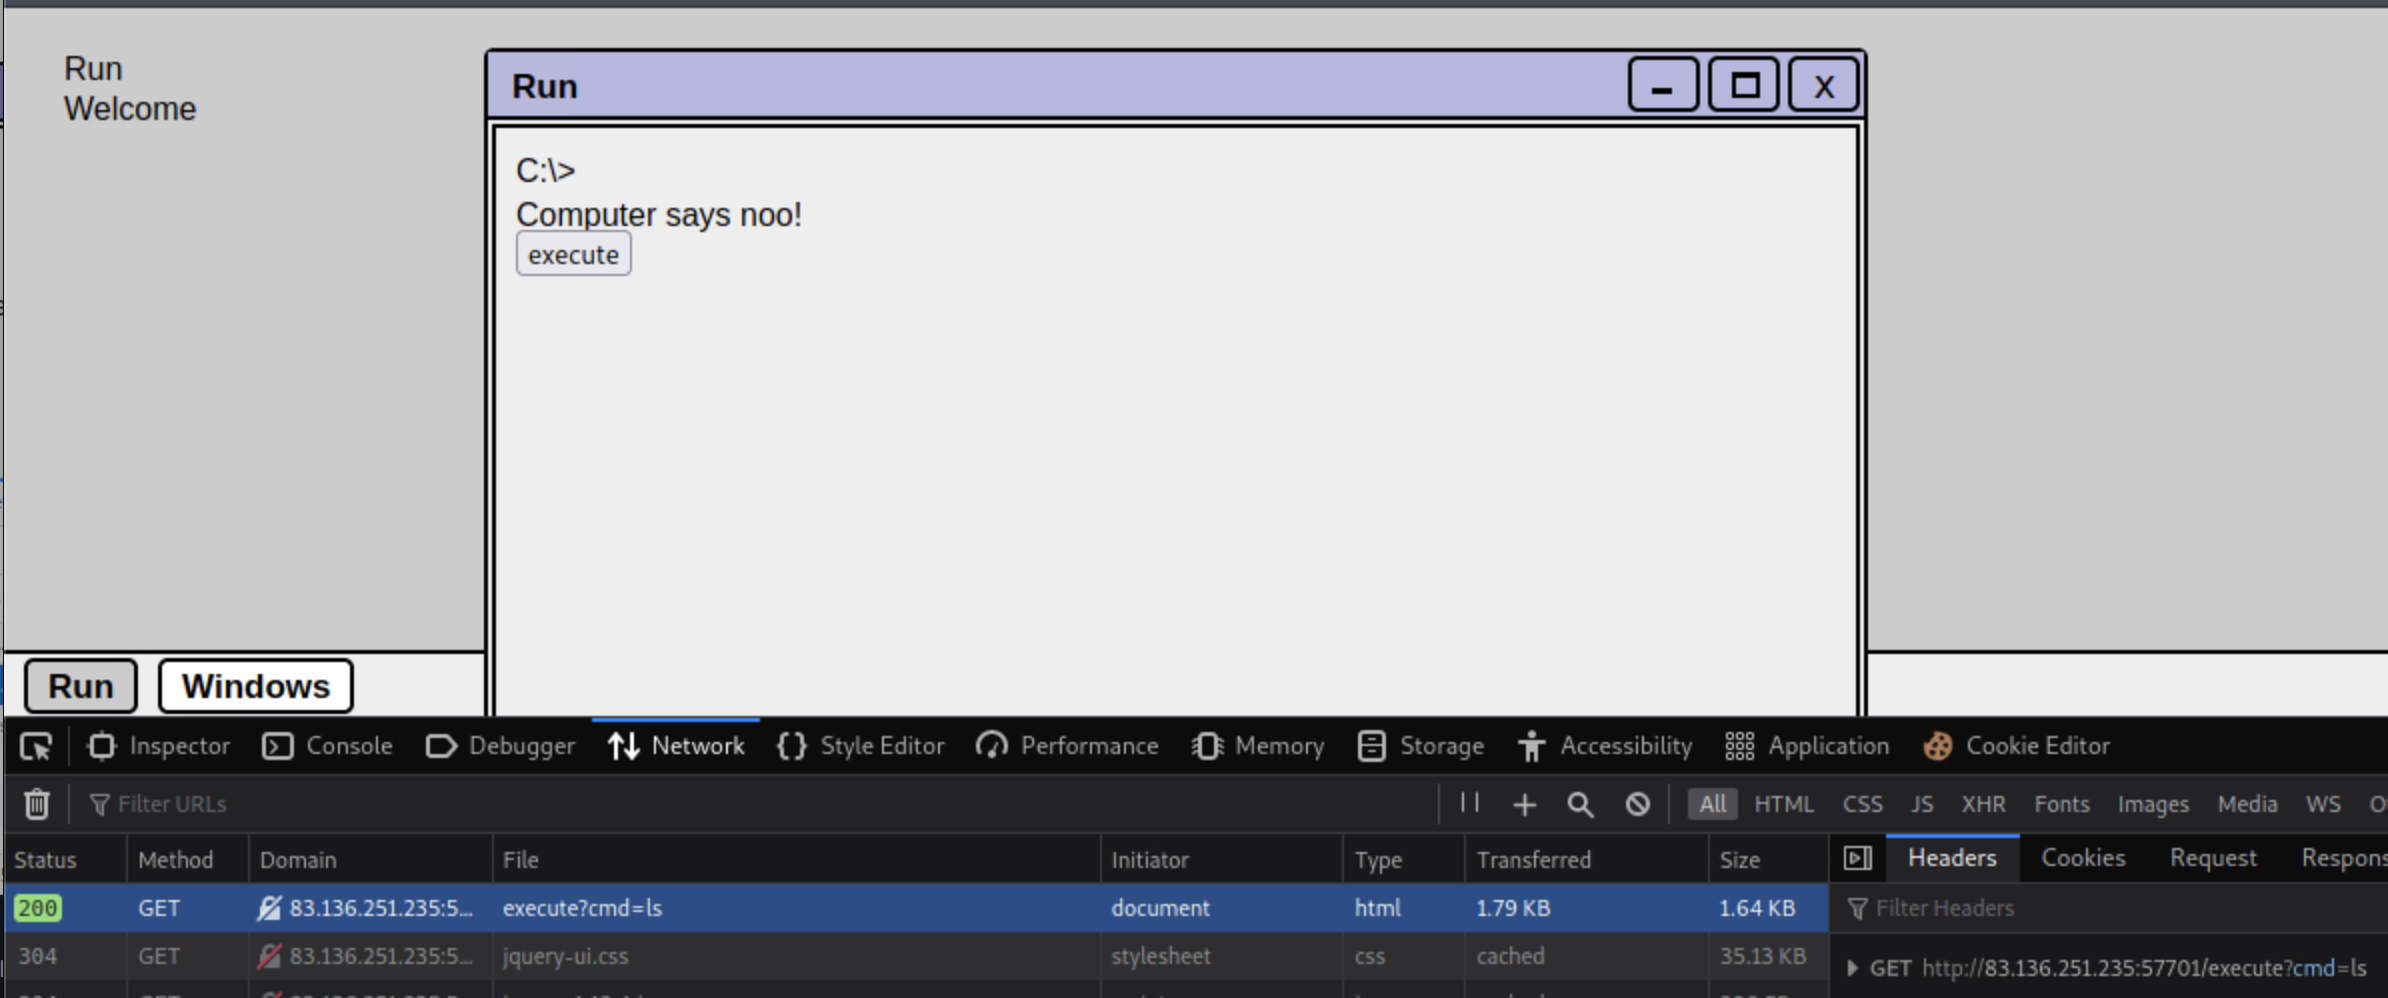 Run
Welcome
Run
X
C:\>
Computer says noo!
execute
Run Windows
Inspector Console Debugger Network Style Editor Performance Memory Storage Accessibility Application Cookie Editor
Filter URLs All HTML CSS JS XHR Fonts Images Media WS
Status Method Domain File Initiator Type Transferred Size Headers Cookies Request Respons
200 GET 83.136.251.235:5... execute?cmd=ls document html 1.79 KB 1.64 KB Filter Headers
304 GET 83.136.251.235:5... jquery-ui.css stylesheet css cached 35.13 KB
GET http://83.136.251.235:57701/execute?cmd=ls